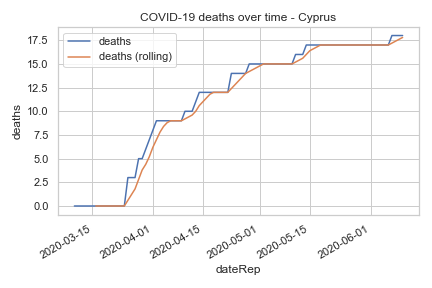 COVID-19 deaths over time - Cyprus
deaths
deaths (rolling)
17.5
15.0
12.5
10.0
7.5
5.0
2.5
0.0
deaths
2020-03-15
2020-04-01
2020-04-15
2020-05-01
2020-05-15
2020-06-01
dateRep